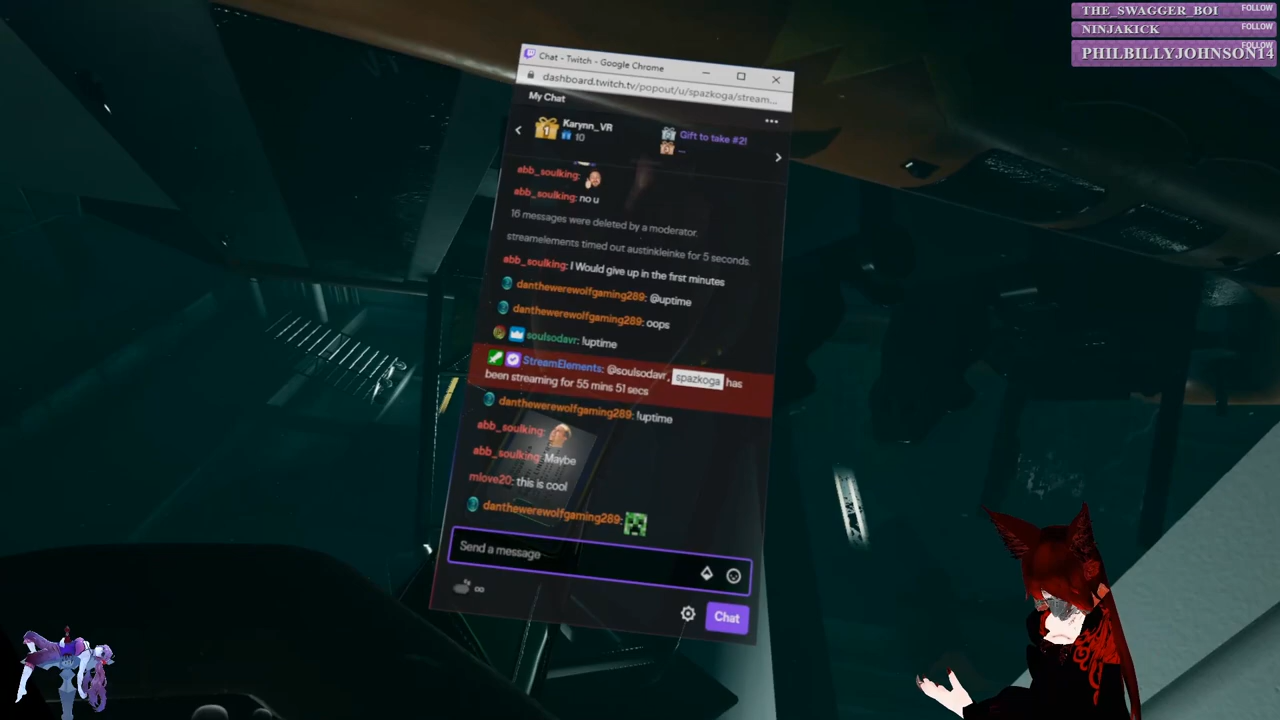 THE_SWAGGER_BOI FOLLOW
NINJAKICK FOLLOW
PHILBILLYJOHNSON14 FOLLOW
Chat - Twitch - Google Chrome
dashboard.twitch.tv/popout/u/spazkoga/stream...
My Chat
1 Karynn_VR
10
Gift to take #2!
--
abb_soulking:
abb_soulking: no u
16 messages were deleted by a moderator.
streamelements timed out austinkleinke for 5 seconds.
abb_soulking: I Would give up in the first minutes
danthewerewolfgaming289: @uptime
danthewerewolfgaming289: oops
soulsodavr: !uptime
StreamElements: @soulsodavr, spazkoga has
been streaming for 55 mins 51 secs
danthewerewolfgaming289: !uptime
abb_soulking:
abb_soulking: Maybe
mlove20: this is cool
danthewerewolfgaming289:
Send a message
∞
Chat